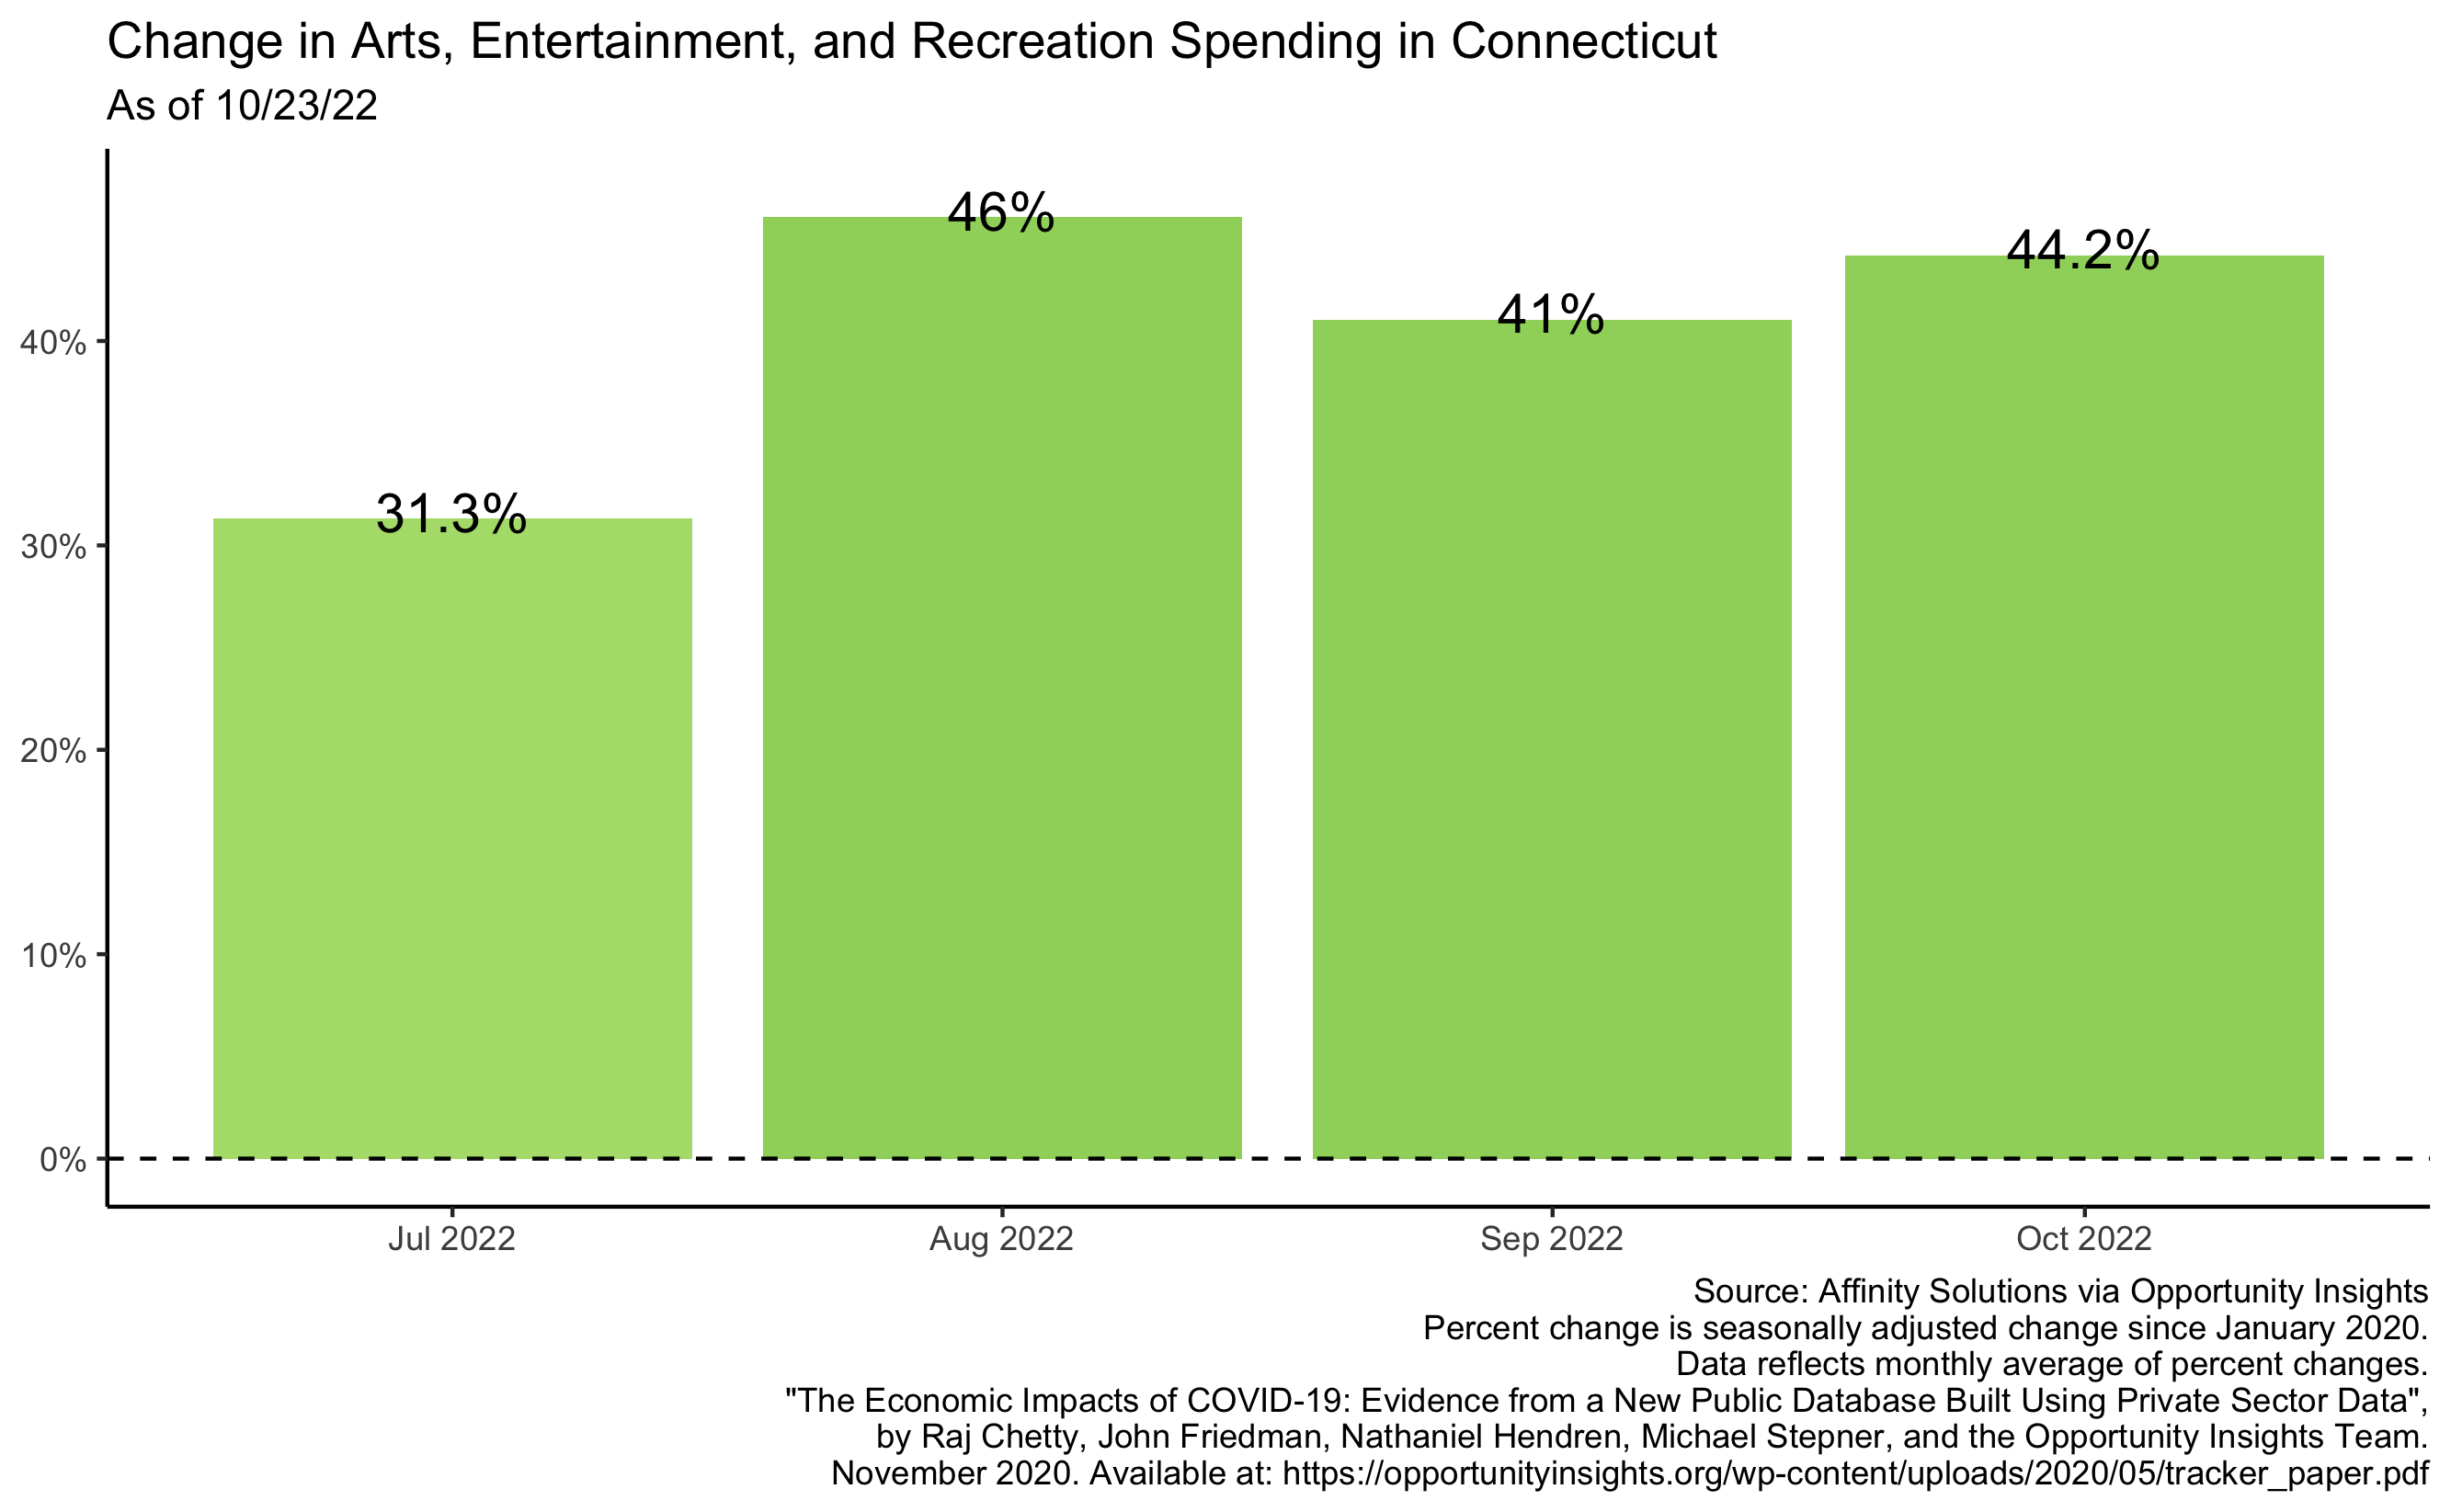 Change in Arts, Entertainment, and Recreation Spending in Connecticut
As of 10/23/22
46%
44.2%
41%
31.3%
40%
30%
20%
10%
0%
Jul 2022
Aug 2022
Sep 2022
Oct 2022
Source: Affinity Solutions via Opportunity Insights
Percent change is seasonally adjusted change since January 2020.
Data reflects monthly average of percent changes.
"The Economic Impacts of COVID-19: Evidence from a New Public Database Built Using Private Sector Data",
by Raj Chetty, John Friedman, Nathaniel Hendren, Michael Stepner, and the Opportunity Insights Team.
November 2020. Available at: https://opportunityinsights.org/wp-content/uploads/2020/05/tracker_paper.pdf